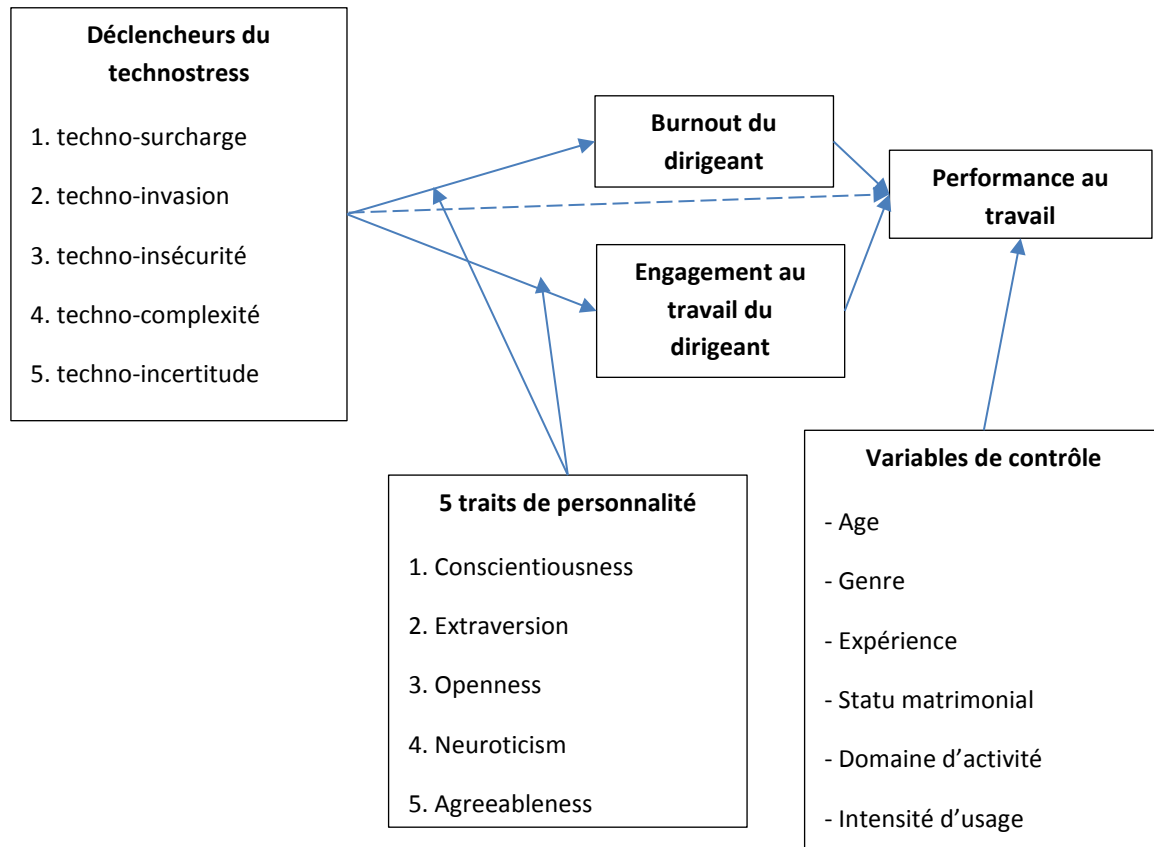 Déclencheurs du
technostress
1. techno-surcharge
2. techno-invasion
3. techno-insécurité
4. techno-complexité
5. techno-incertitude
Burnout du
dirigeant
Engagement au
travail du
dirigeant
Performance au
travail
5 traits de personnalité
1. Conscientiousness
2. Extraversion
3. Openness
4. Neuroticism
5. Agreeableness
Variables de contrôle
- Age
- Genre
- Expérience
- Statu matrimonial
- Domaine d’activité
- Intensité d’usage